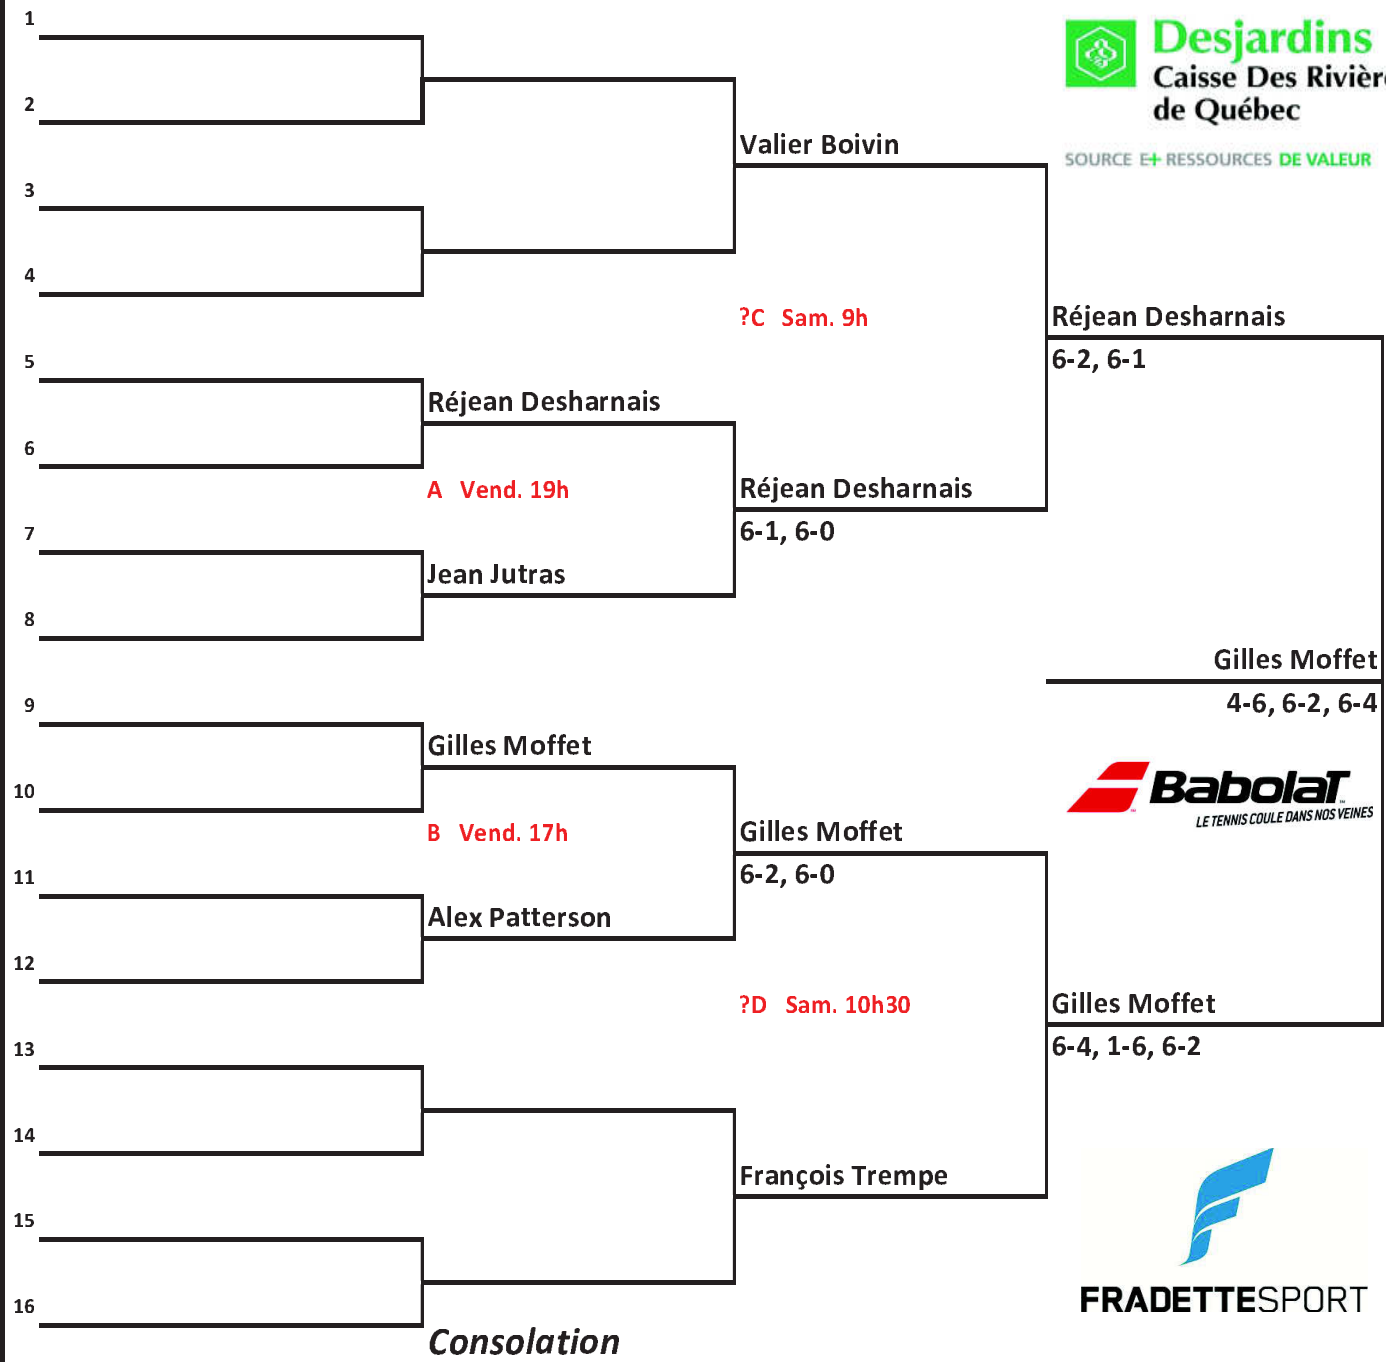 1
Desjardins
Caisse Des Rivièr
de Québec
2
Valier Boivin
SOURCE E+ RESSOURCES DE VALEUR
3
4
?C Sam. 9h
Réjean Desharnais
6-2, 6-1
5
Réjean Desharnais
6
A Vend. 19h
Réjean Desharnais
6-1, 6-0
7
Jean Jutras
8
Gilles Moffet
4-6, 6-2, 6-4
9
Gilles Moffet
10
BabolaT
LE TENNIS COULE DANS NOS VEINES
B Vend. 17h
Gilles Moffet
6-2, 6-0
11
Alex Patterson
12
?D Sam. 10h30
Gilles Moffet
6-4, 1-6, 6-2
13
14
François Trempe
15
16
FRADETTESPORT
Consolation